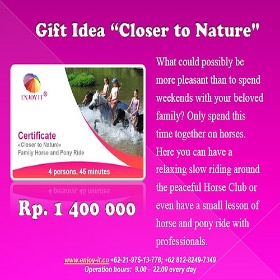 Gift Idea “Closer to Nature"
What could possibly be
more pleasant than to spend
weekends with your beloved
family? Only spend this
time together on horses.
Here you can have a
relaxing slow riding around
the peaceful Horse Club or
even have a small lesson of
horse and pony ride with
professionals.
ENJOY IT
Certificate
«Closer to Nature»
Family Horse and Pony Ride
4 persons, 45 minutes
Rp. 1 400 000
www.enjoy-it.co +62-21-975-13-778; +62 812-8249-7349
Operation hours: 9.00 – 22.00 every day